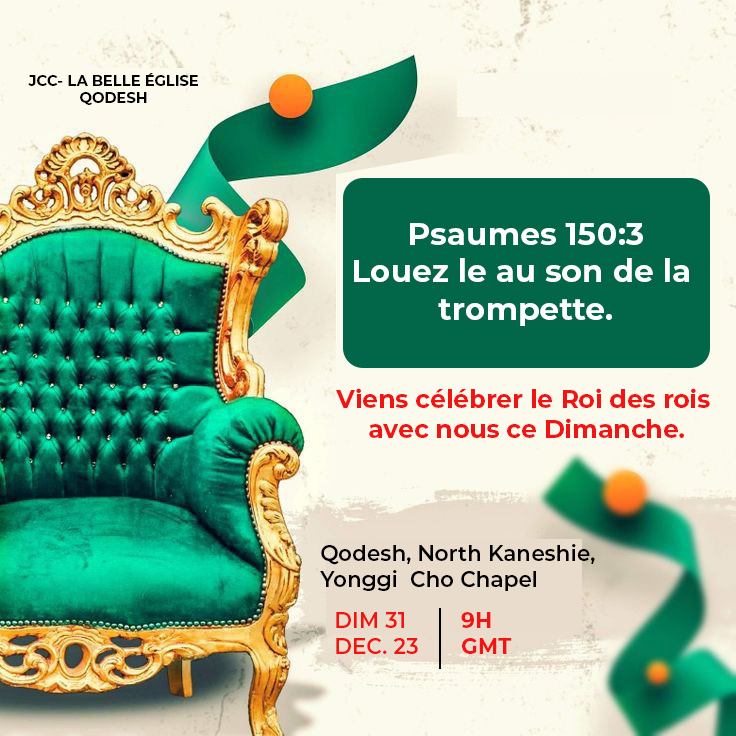 JCC- LA BELLE ÉGLISE
QODESH
Psaumes 150:3
Louez le au son de la
trompette.
Viens célébrer le Roi des rois
avec nous ce Dimanche.
Qodesh, North Kaneshie,
Yonggi Cho Chapel
DIM 31
DEC. 23
9H
GMT